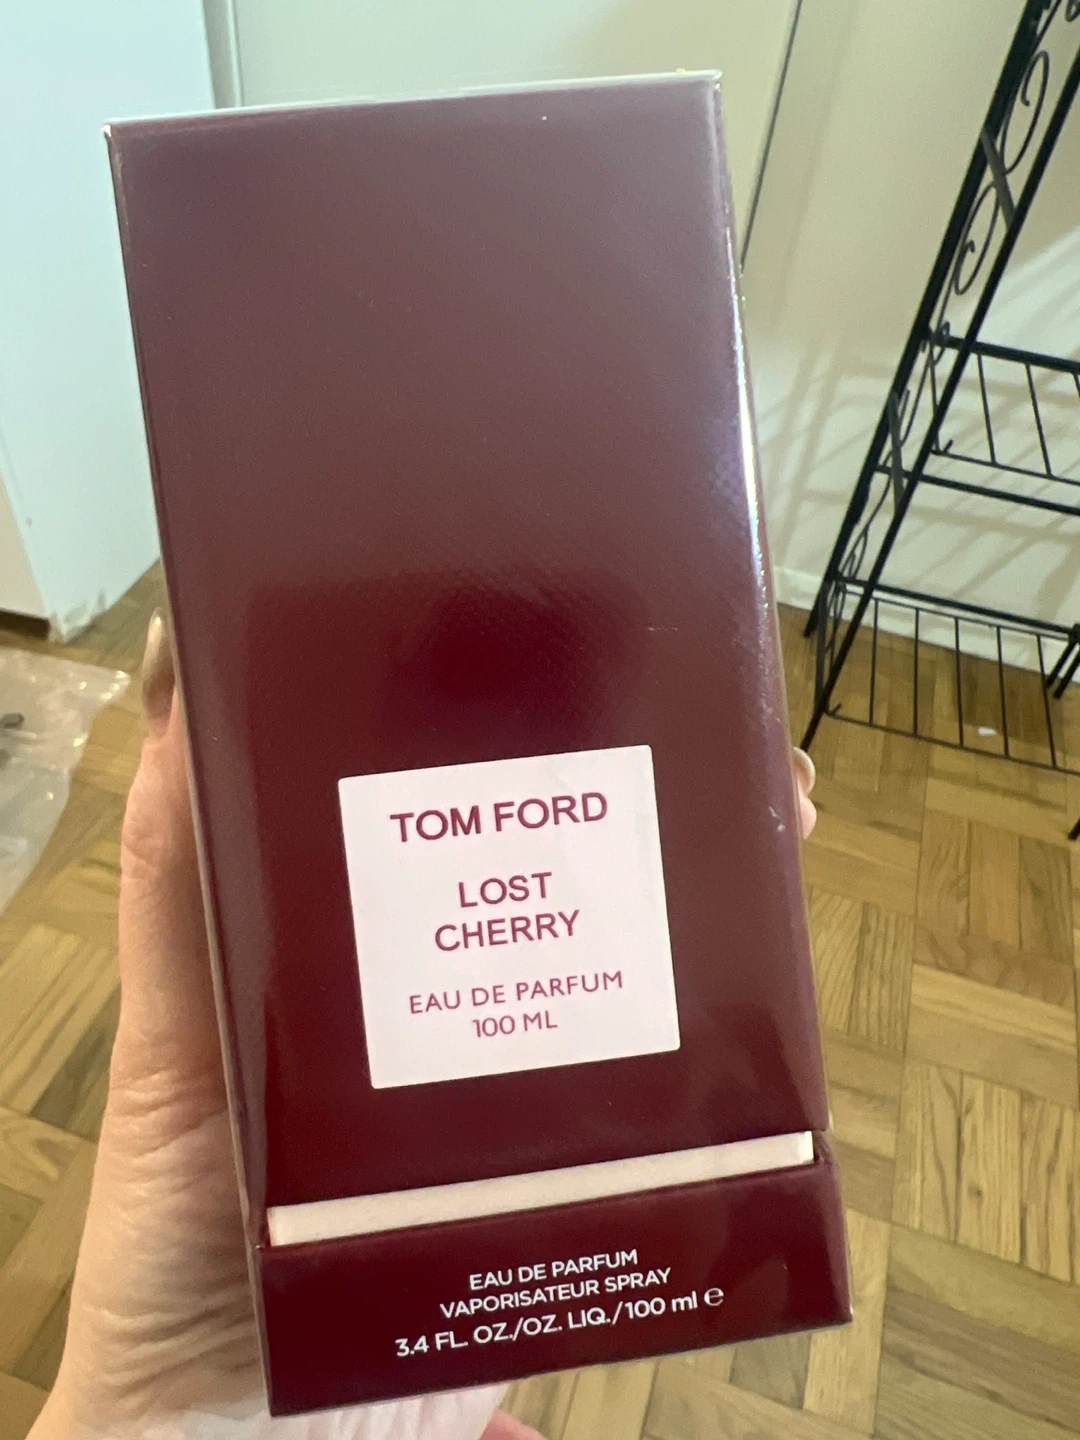 TOM FORD
LOST
CHERRY
EAU DE PARFUM
100 ML
EAU DE PARFUM
VAPORISATEUR SPRAY
3.4 FL. OZ./OZ. LIQ./100 ml ℮